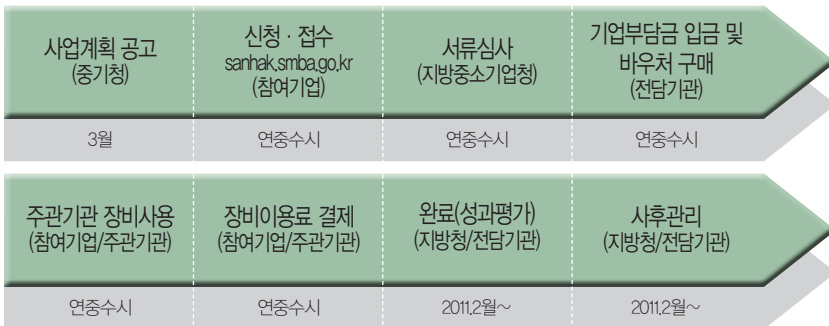 사업계획 공고
(중기청)
신청 · 접수
sanhak.smba.go.kr
(참여기업)
서류심사
(지방중소기업청)
기업부담금 입금 및
바우처 구매
(전담기관)
3월
연중수시
연중수시
연중수시
주관기관 장비사용
(참여기업/주관기관)
장비이용료 결제
(참여기업/주관기관)
완료(성과평가)
(지방청/전담기관)
사후관리
(지방청/전담기관)
연중수시
연중수시
2011.2월~
2011.2월~